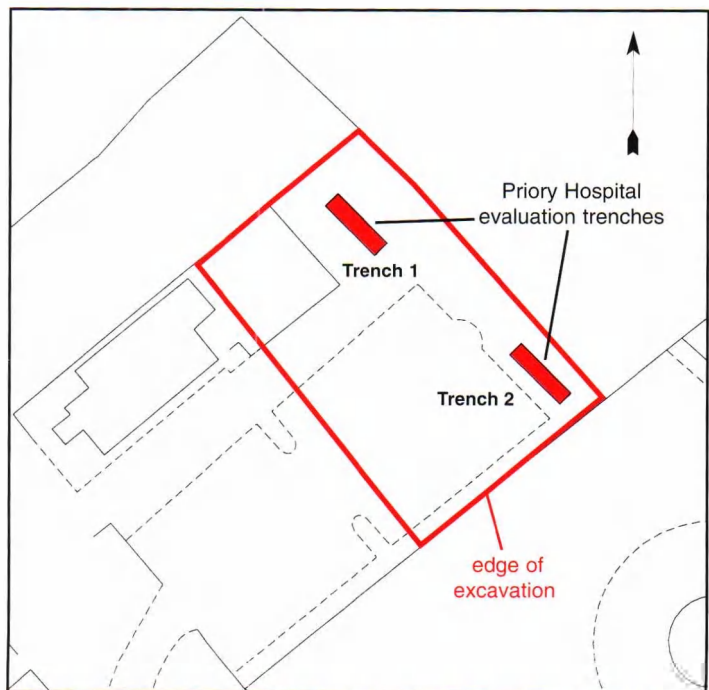 Priory Hospital
evaluation trenches
Trench 1
Trench 2
edge of
excavation